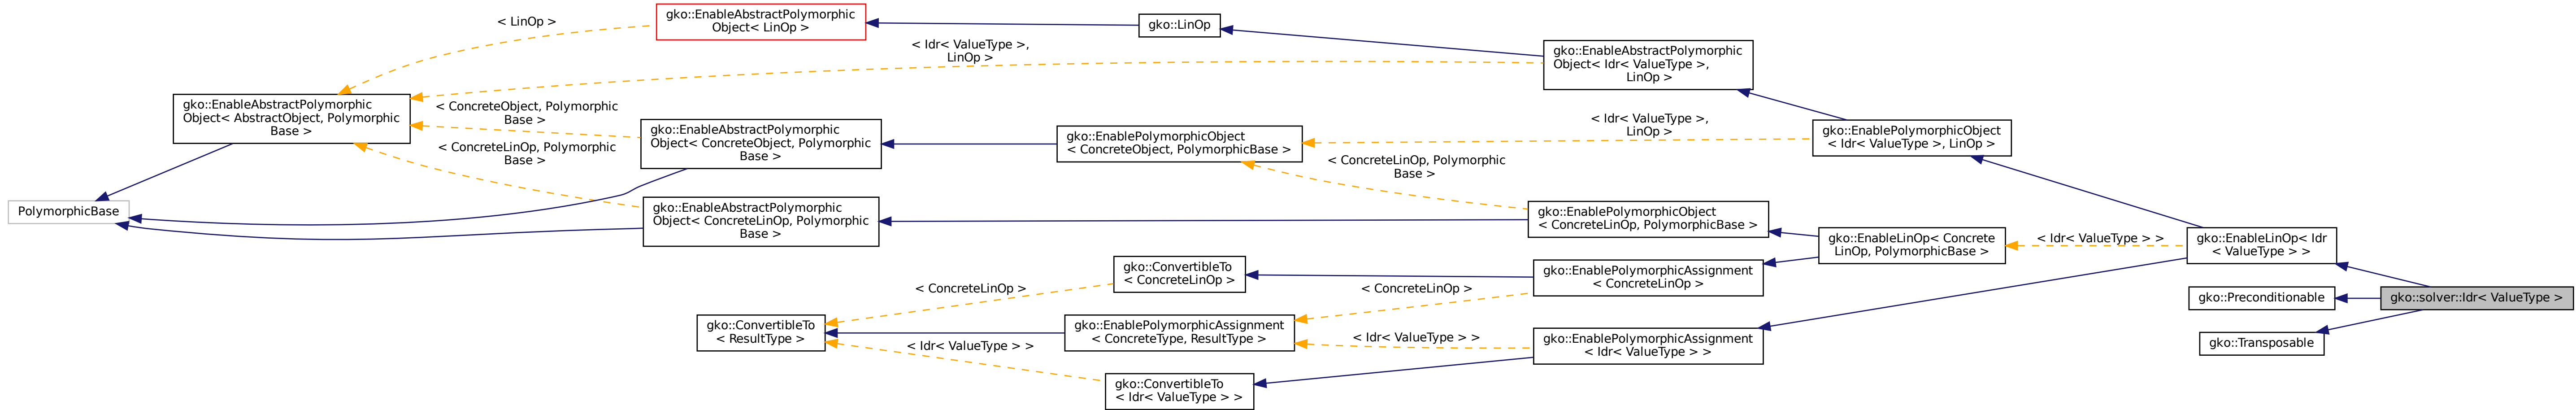 < LinOp >
gko::EnableAbstractPolymorphic
Object< LinOp >
gko::LinOp
< Idr< ValueType >,
LinOp >
gko::EnableAbstractPolymorphic
Object< Idr< ValueType >,
LinOp >
gko::EnableAbstractPolymorphic
Object< AbstractObject, Polymorphic
Base >
< ConcreteObject, Polymorphic
Base >
gko::EnableAbstractPolymorphic
Object< ConcreteObject, Polymorphic
Base >
gko::EnablePolymorphicObject
< ConcreteObject, PolymorphicBase >
< Idr< ValueType >,
LinOp >
gko::EnablePolymorphicObject
< Idr< ValueType >, LinOp >
< ConcreteLinOp, Polymorphic
Base >
< ConcreteLinOp, Polymorphic
Base >
PolymorphicBase
gko::EnableAbstractPolymorphic
Object< ConcreteLinOp, Polymorphic
Base >
gko::EnablePolymorphicObject
< ConcreteLinOp, PolymorphicBase >
gko::EnableLinOp< Concrete
LinOp, PolymorphicBase >
< Idr< ValueType > >
gko::EnableLinOp< Idr
< ValueType > >
gko::ConvertibleTo
< ConcreteLinOp >
gko::EnablePolymorphicAssignment
< ConcreteLinOp >
< ConcreteLinOp >
< ConcreteLinOp >
gko::Preconditionable
gko::solver::Idr< ValueType >
gko::ConvertibleTo
< ResultType >
gko::EnablePolymorphicAssignment
< ConcreteType, ResultType >
< Idr< ValueType > >
< Idr< ValueType > >
gko::EnablePolymorphicAssignment
< Idr< ValueType > >
gko::Transposable
gko::ConvertibleTo
< Idr< ValueType > >